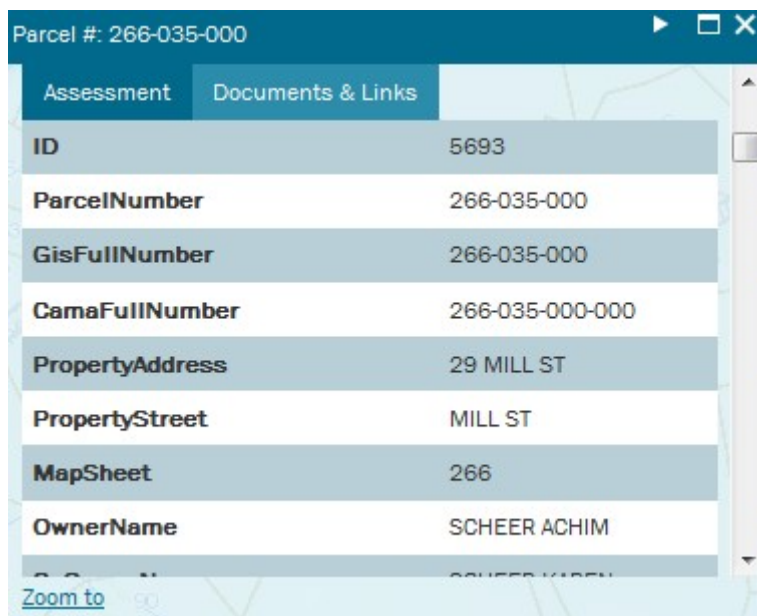 Parcel #: 266-035-000
Assessment Documents & Links
ID 5693
ParcelNumber 266-035-000
GisFullNumber 266-035-000
CamaFullNumber 266-035-000-000
PropertyAddress 29 MILL ST
PropertyStreet MILL ST
MapSheet 266
OwnerName SCHEER ACHIM
Zoom to